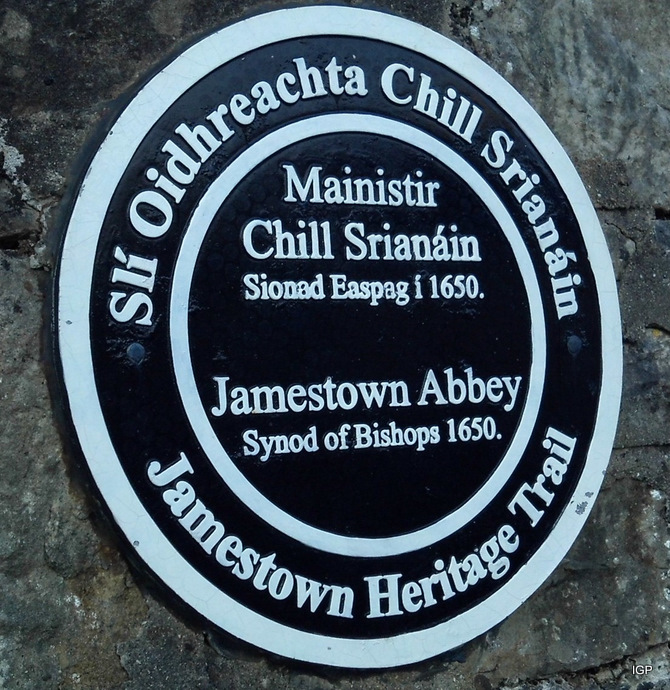 Slí Oidhreachta Chill Srianáin
Mainistir
Chill Srianáin
Sionad Easpag í 1650.
Jamestown Abbey
Synod of Bishops 1650.
Jamestown Heritage Trail
IGP